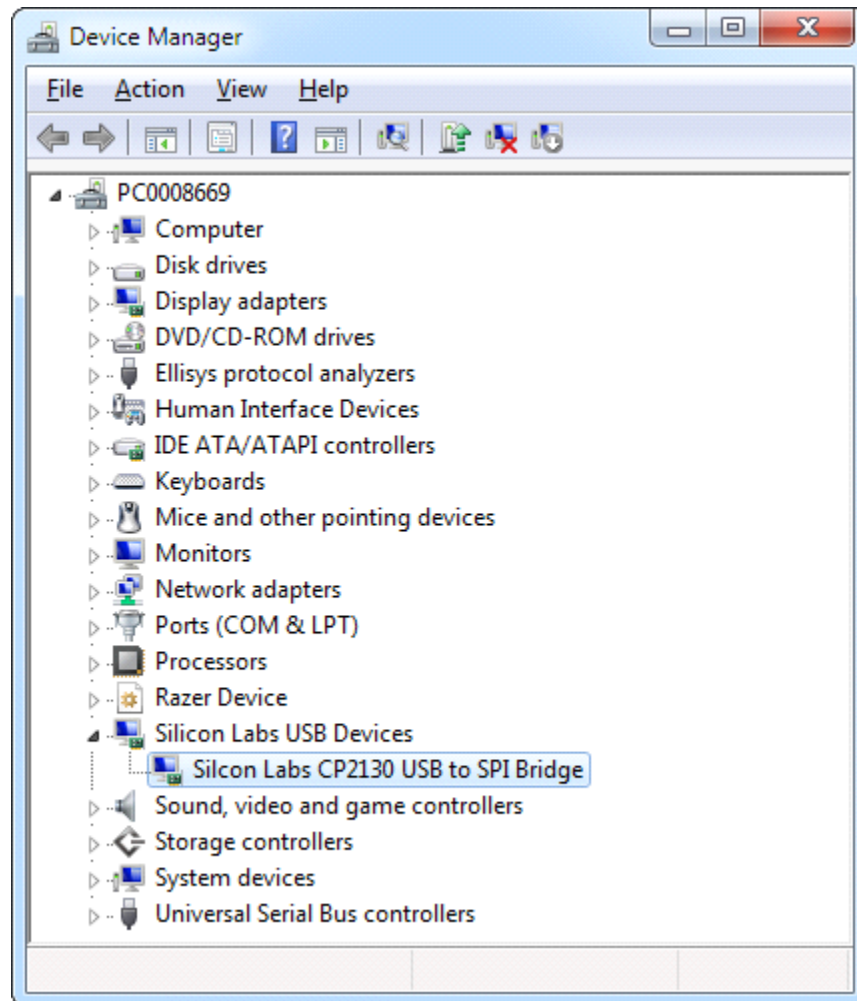 Device Manager
File Action View Help
PC0008669
Computer
Disk drives
Display adapters
DVD/CD-ROM drives
Ellisys protocol analyzers
Human Interface Devices
IDE ATA/ATAPI controllers
Keyboards
Mice and other pointing devices
Monitors
Network adapters
Ports (COM & LPT)
Processors
Razer Device
Silicon Labs USB Devices
Silcon Labs CP2130 USB to SPI Bridge
Sound, video and game controllers
Storage controllers
System devices
Universal Serial Bus controllers